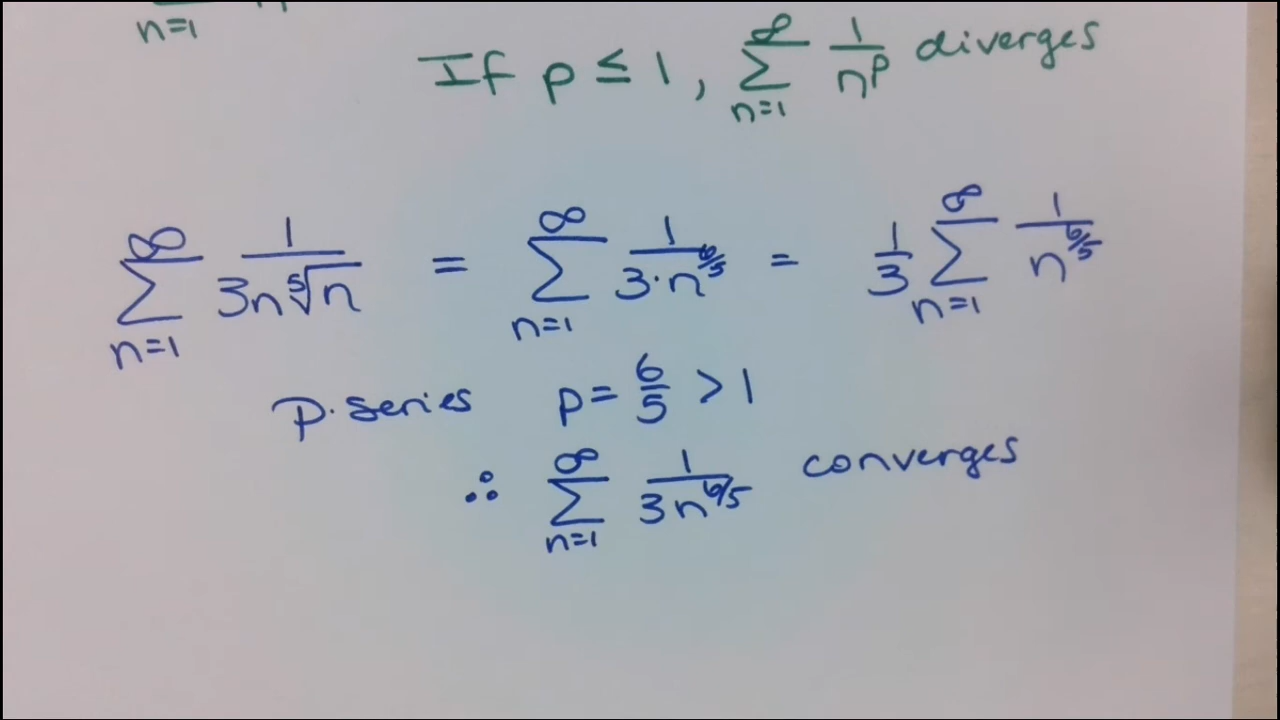 n=1
If p ≤ 1, ∞ ∑ n=1 1/n^p diverges
∞ ∑ n=1 1/(3n ⁵√n) = ∞ ∑ n=1 1/(3·n^(6/5)) = 1/3 ∞ ∑ n=1 1/n^(6/5)
p.series p = 6/5 > 1
∴ ∞ ∑ n=1 1/(3n^(6/5)) converges